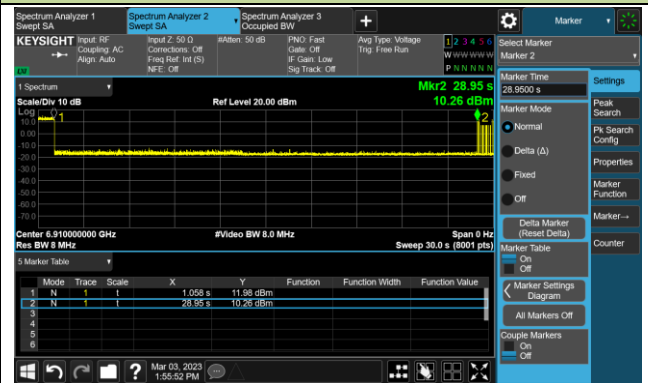 Spectrum Analyzer 1
Swept SA
Spectrum Analyzer 2
Swept SA
Spectrum Analyzer 3
Occupied BW
Marker
KEYSIGHT
Input: RF
Coupling: AC
Align: Auto
Input Z: 50 Ω
Corrections: Off
Freq Ref: Int (S)
NFE: Off
#Atten: 50 dB
PNO: Fast
Gate: Off
IF Gain: Low
Sig Track: Off
Avg Type: Voltage
Trig: Free Run
1 2 3 4 5 6
W W W W W W
P N N N N N
1 Spectrum
Scale/Div 10 dB
Ref Level 20.00 dBm
Mkr2 28.95 s
10.26 dBm
Log
10.0
0.00
-10.0
-20.0
-30.0
-40.0
-50.0
-60.0
-70.0
1
2
Center 6.910000000 GHz
Res BW 8 MHz
#Video BW 8.0 MHz
Span 0 Hz
Sweep 30.0 s (8001 pts)
5 Marker Table
Mode Trace Scale X Y Function Function Width Function Value
1 N 1 t 1.058 s 11.98 dBm
2 N 1 t 28.95 s 10.26 dBm
3
4
5
6
Mar 03, 2023
1:55:52 PM
Select Marker
Marker 2
Marker Time
28.9500 s
Marker Mode
Normal
Delta (Δ)
Fixed
Off
Delta Marker
(Reset Delta)
Marker Table
On
Off
Marker Settings
Diagram
All Markers Off
Couple Markers
On
Off
Settings
Peak
Search
Pk Search
Config
Properties
Marker
Function
Marker→
Counter